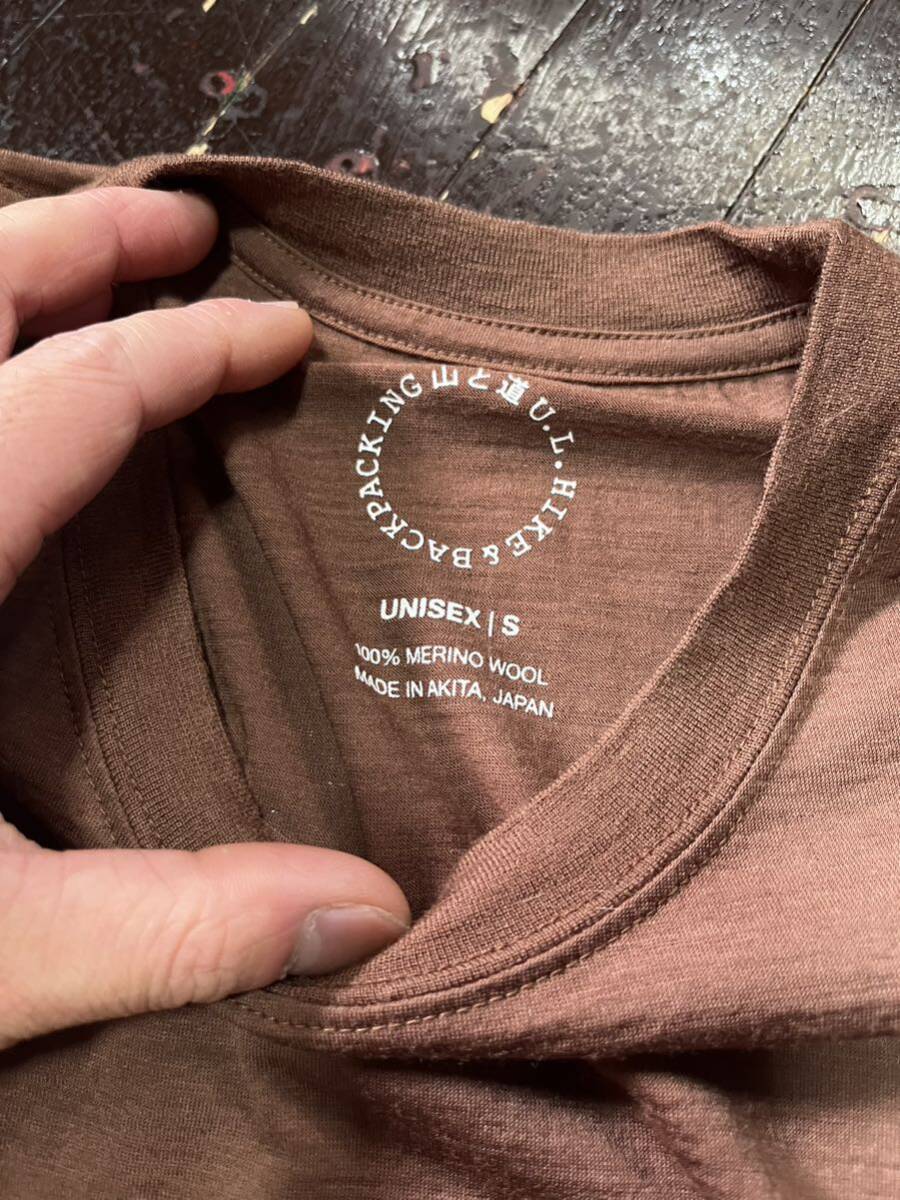 山と道 U.L. HIKE & BACKPACKING
UNISEX | S
100% MERINO WOOL
MADE IN AKITA, JAPAN